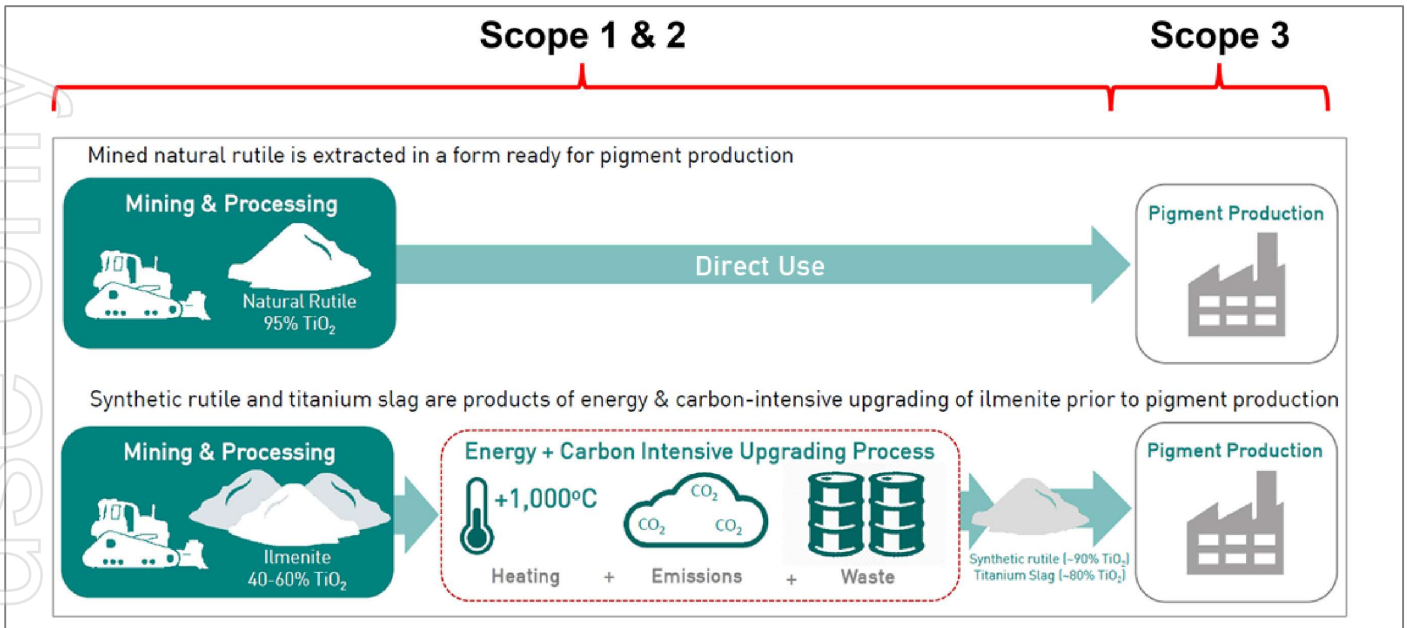 Scope 1 & 2
Scope 3
Mined natural rutile is extracted in a form ready for pigment production
Mining & Processing
Natural Rutile
95% TiO₂
Direct Use
Pigment Production
Synthetic rutile and titanium slag are products of energy & carbon-intensive upgrading of ilmenite prior to pigment production
Mining & Processing
Ilmenite
40-60% TiO₂
Energy + Carbon Intensive Upgrading Process
+1,000ºC
CO₂
CO₂
CO₂
Heating + Emissions + Waste
Synthetic rutile (~90% TiO₂)
Titanium Slag (~80% TiO₂)
Pigment Production
use only